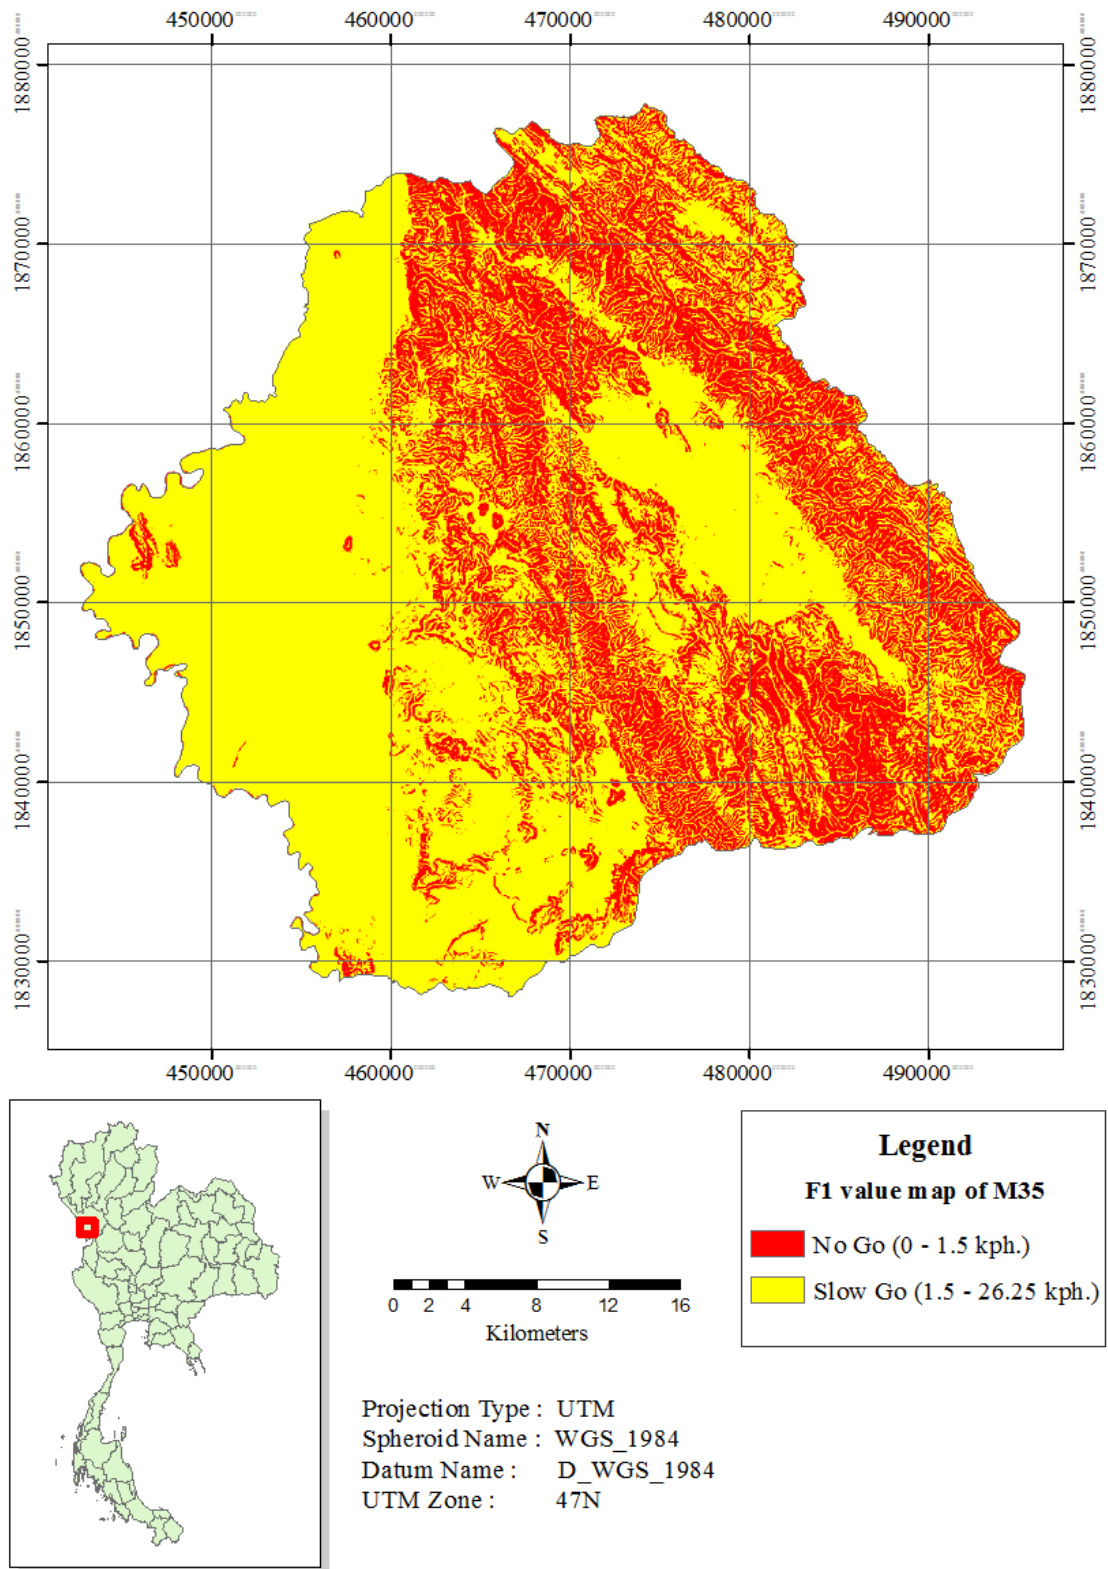 450000 460000 470000 480000 490000
1880000 1880000
1870000 1870000
1860000 1860000
1850000 1850000
1840000 1840000
1830000 1830000
450000 460000 470000 480000 490000
N
W E
S
0 2 4 8 12 16
Kilometers
Legend
F1 value map of M35
No Go (0 - 1.5 kph.)
Slow Go (1.5 - 26.25 kph.)
Projection Type : UTM
Spheroid Name : WGS_1984
Datum Name : D_WGS_1984
UTM Zone : 47N